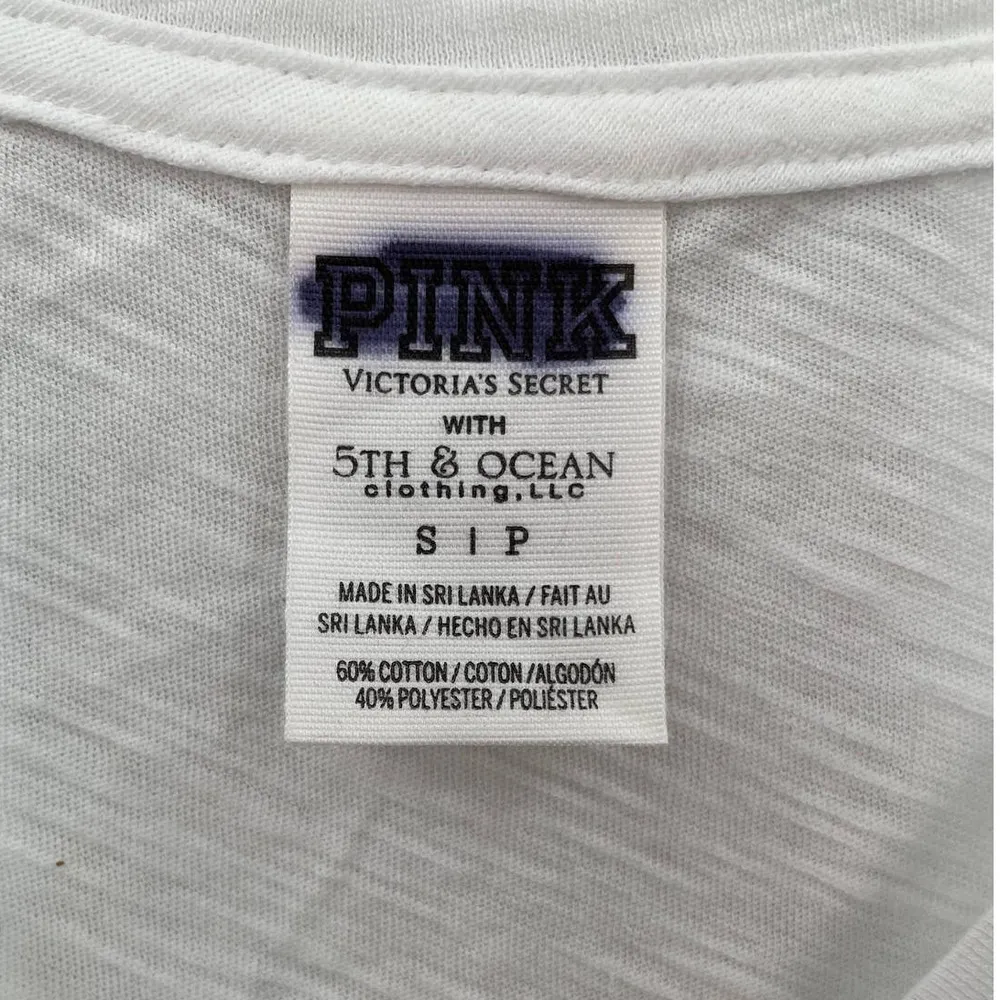 PINK
VICTORIA'S SECRET
WITH
5TH & OCEAN
clothing, LLC
S | P
MADE IN SRI LANKA / FAIT AU
SRI LANKA / HECHO EN SRI LANKA
60% COTTON / COTON / ALGODÓN
40% POLYESTER / POLIÉSTER